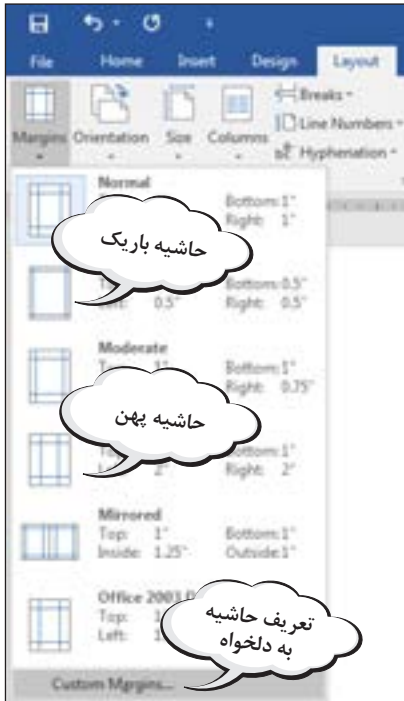 File Home Insert Design Layout
Margins Orientation Size Columns
Breaks
Line Numbers
Hyphenation
Normal
Bottom: 1"
Right: 1"
حاشیه باریک
Bottom: 0.5"
Left: 0.5" Right: 0.5"
Moderate
1" Bottom: 1"
Right: 0.75"
حاشیه پهن
2" Right: 2"
Mirrored
Top: 1" Bottom: 1"
Inside: 1.25" Outside: 1"
Office 2003
Top:
Left:
تعریف حاشیه
به دلخواه
Custom Margins...